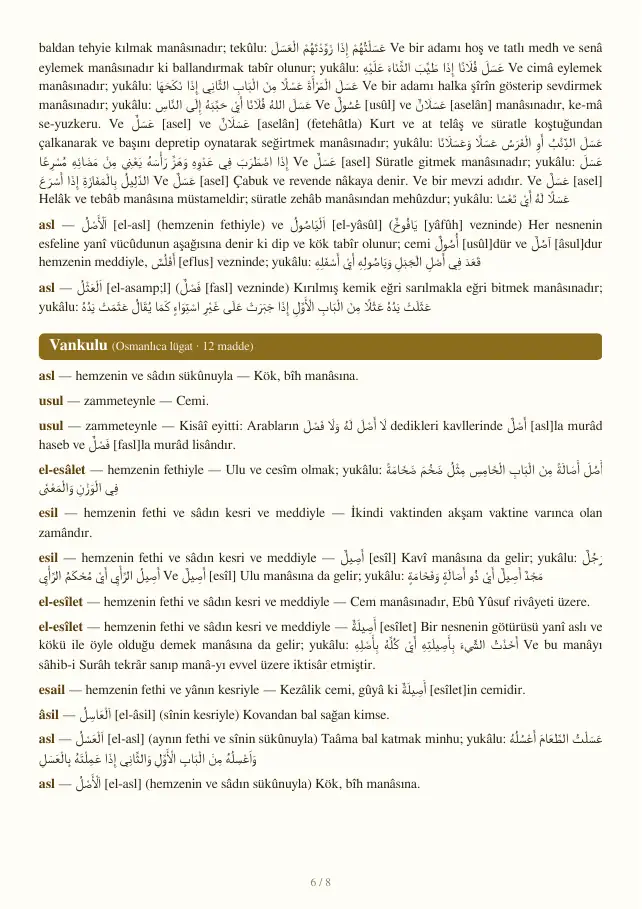 baldan tehyie kılmak manâsınadır; tekûlu: عَسَلْتُهُمْ إِذَا زَوَّدْتَهُمْ الْعَسَلَ Ve bir adamı hoş ve tatlı medh ve senâ
eylemek manâsınadır ki ballandırmak tabîr olunur; yukâlu: عَسَلَ فُلَانًا إِذَا طَيَّبَ الثَّنَاءَ عَلَيْهِ Ve cimâ eylemek
manâsınadır; yukâlu: عَسَلَ الْمَرْأَةَ عَسْلًا مِنَ الْبَابِ الثَّانِي إِذَا نَكَحَهَا Ve bir adamı halka şîrîn gösterip sevdirmek
manâsınadır; yukâlu: عَسَلَ اللهُ فُلَانًا أَيْ حَبَّبَهُ إِلَى النَّاسِ Ve عُسُولٌ [usûl] ve عَسَلَانٌ [aselân] manâsınadır, ke-mâ
se-yuzkeru. Ve عَسَلٌ [asel] ve عَسَلَانٌ [aselân] (fetehâtla) Kurt ve at telâş ve süratle koştuğundan
çalkanarak ve başını depretip oynatarak seğirtmek manâsınadır; yukâlu: عَسَلَ الذِّئْبُ أَوِ الْفَرَسُ عَسَلًا وَعَسَلَانًا
إِذَا اضْطَرَبَ فِي عَدْوِهِ وَهَزَّ رَأْسَهُ يَعْنِي مِنْ مَضَائِهِ مُسْرِعًا Ve عَسَلٌ [asel] Süratle gitmek manâsınadır; yukâlu: عَسَلَ
الدَّلِيلُ بِالْمَفَازَةِ إِذَا أَسْرَعَ Ve عَسَلٌ [asel] Çabuk ve revende nâkaya denir. Ve bir mevzi adıdır. Ve عَسَلٌ [asel]
Helâk ve tebâb manâsına müstameldir; süratle zehâb manâsından mehûzdur; yukâlu: عَسَلًا لَهُ أَيْ تَعْسًا
asl — اَلْأَصْلُ [el-asl] (hemzenin fethiyle) ve اَلْيَأْصُولُ [el-yâsûl] (يَافُوخٌ [yâfûh] vezninde) Her nesnenin
esfeline yanî vücûdunun aşağısına denir ki dip ve kök tabîr olunur; cemi أُصُولٌ [usûl]dür ve آصُلٌ [âsul]dur
hemzenin meddiyle, أَفْلُسٌ [eflus] vezninde; yukâlu: قَعَدَ فِي أَصْلِ الْجَبَلِ وَيَاصُولِهِ أَيْ أَسْفَلِهِ
asl — اَلْعَثْلُ [el-asamp;l] (فَصْلٌ [fasl] vezninde) Kırılmış kemik eğri sarılmakla eğri bitmek manâsınadır;
yukâlu: عَثَلَتْ يَدُهُ عَثْلًا مِنَ الْبَابِ الْأَوَّلِ إِذَا جَبَرَتْ عَلَى غَيْرِ اسْتِوَاءٍ كَمَا يُقَالُ عَثَمَتْ يَدُهُ
Vankulu (Osmanlıca lügat · 12 madde)
asl — hemzenin ve sâdın sükûnuyla — Kök, bîh manâsına.
usul — zammeteynle — Cemi.
usul — zammeteynle — Kisâî eyitti: Arabların لَا أَصْلَ لَهُ وَلَا فَصْلَ dedikleri kavllerinde أَصْلٌ [asl]la murâd
haseb ve فَصْلٌ [fasl]la murâd lisândır.
el-esâlet — hemzenin fethiyle — Ulu ve cesîm olmak; yukâlu: أَصُلَ أَصَالَةً مِنَ الْبَابِ الْخَامِسِ مِثْلُ ضَخُمَ ضَخَامَةً
فِي الْوَزْنِ وَالْمَعْنَى
esil — hemzenin fethi ve sâdın kesri ve meddiyle — İkindi vaktinden akşam vaktine varınca olan
zamândır.
esil — hemzenin fethi ve sâdın kesri ve meddiyle — أَصِيلٌ [esîl] Kavî manâsına da gelir; yukâlu: رَجُلٌ
أَصِيلُ الرَّأْيِ أَيْ مُحْكَمُ الرَّأْيِ Ve أَصِيلٌ [esîl] Ulu manâsına da gelir; yukâlu: مَجْدٌ أَصِيلٌ أَيْ ذُو أَصَالَةٍ وَفَخَامَةٍ
el-esîlet — hemzenin fethi ve sâdın kesri ve meddiyle — Cem manâsınadır, Ebû Yûsuf rivâyeti üzere.
el-esîlet — hemzenin fethi ve sâdın kesri ve meddiyle — أَصِيلَةٌ [esîlet] Bir nesnenin götürüsü yanî aslı ve
kökü ile öyle olduğu demek manâsına da gelir; yukâlu: أَخَذْتُ الشَّيْءَ بِأَصِيلَتِهِ أَيْ كُلَّهُ بِأَصْلِهِ Ve bu manâyı
sâhib-i Surâh tekrâr sanıp manâ-yı evvel üzere iktisâr etmiştir.
esail — hemzenin fethi ve yânın kesriyle — Kezâlik cemi, gûyâ ki أَصِيلَةٌ [esîlet]in cemidir.
âsil — اَلْعَاسِلُ [el-âsil] (sînin kesriyle) Kovandan bal sağan kimse.
asl — اَلْعَسْلُ [el-asl] (aynın fethi ve sînin sükûnuyla) Taâma bal katmak minhu; yukâlu: عَسَلْتُ الطَّعَامَ أَعْسُلُهُ
وَأَعْسِلُهُ مِنَ الْبَابِ الْأَوَّلِ وَالثَّانِي إِذَا عَمِلْتَهُ بِالْعَسَلِ
asl — اَلْأَصْلُ [el-asl] (hemzenin ve sâdın sükûnuyla) Kök, bîh manâsına.
6 / 8